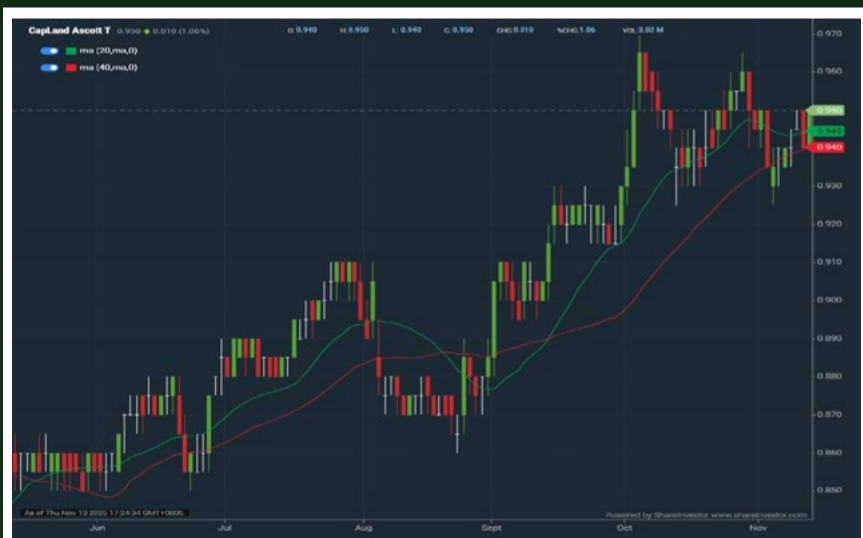 CapLand Ascott T 0.950 0.010 (1.06%) O: 0.940 H: 0.950 L: 0.940 C: 0.950 CHG: 0.010 %CHG: 1.06 VOL: 3.02 M
ma (20,ma,0)
ma (40,ma,0)
0.970
0.960
0.950
0.945
0.940
0.930
0.920
0.910
0.900
0.890
0.880
0.870
0.860
0.850
As of Thu Nov 13 2025 17:24:34 GMT+0806 Powered by ShareInvestor www.shareinvestor.com
Jun Jul Aug Sept Oct Nov